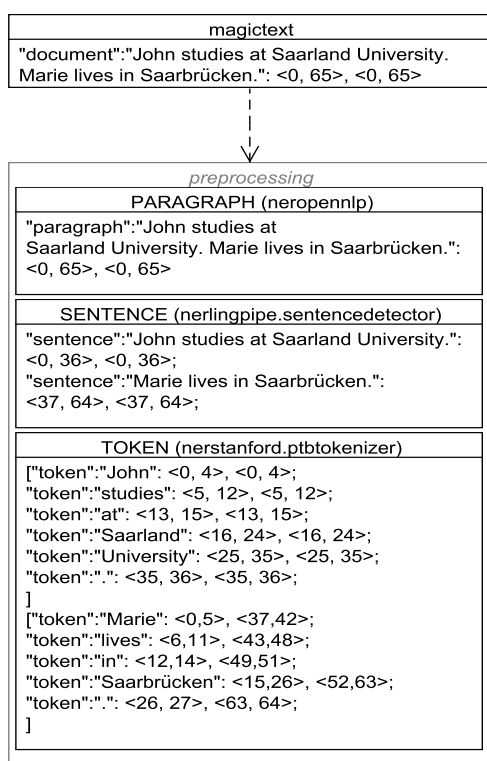 magictext
"document":"John studies at Saarland University.
Marie lives in Saarbrücken.": <0, 65>, <0, 65>
preprocessing
PARAGRAPH (neropennlp)
"paragraph":"John studies at
Saarland University. Marie lives in Saarbrücken.":
<0, 65>, <0, 65>
SENTENCE (nerlingpipe.sentencedetector)
"sentence":"John studies at Saarland University.":
<0, 36>, <0, 36>;
"sentence":"Marie lives in Saarbrücken.":
<37, 64>, <37, 64>;
TOKEN (nerstanford.ptbtokenizer)
["token":"John": <0, 4>, <0, 4>;
"token":"studies": <5, 12>, <5, 12>;
"token":"at": <13, 15>, <13, 15>;
"token":"Saarland": <16, 24>, <16, 24>;
"token":"University": <25, 35>, <25, 35>;
"token":".": <35, 36>, <35, 36>;
]
["token":"Marie": <0,5>, <37,42>;
"token":"lives": <6,11>, <43,48>;
"token":"in": <12,14>, <49,51>;
"token":"Saarbrücken": <15,26>, <52,63>;
"token":".": <26, 27>, <63, 64>;
]